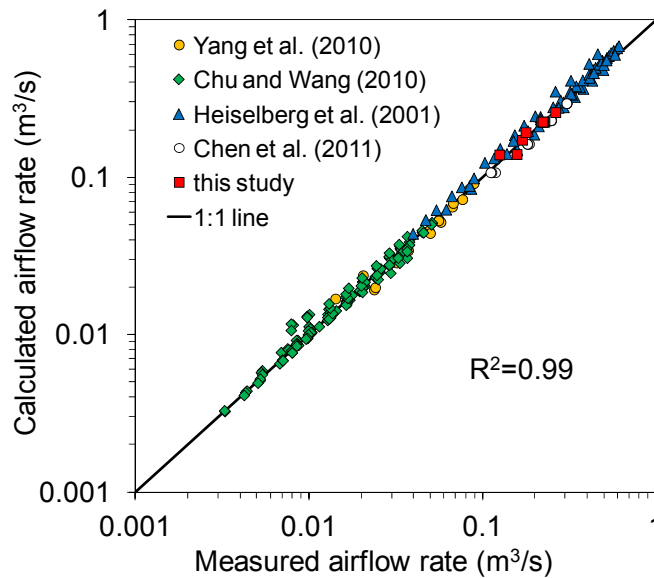 1
Yang et al. (2010)
Chu and Wang (2010)
Heiselberg et al. (2001)
Chen et al. (2011)
this study
1:1 line
0.1
0.01
R²=0.99
0.001
0.001
0.01
0.1
1
Calculated airflow rate (m³/s)
Measured airflow rate (m³/s)